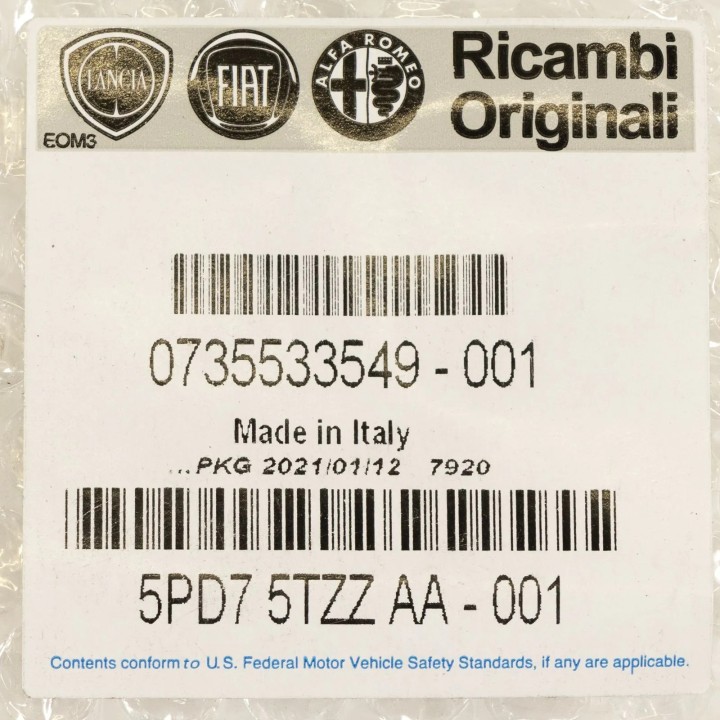 LANCIA
FIAT
ALFA ROMEO
Ricambi
Originali
EOM3
0735533549 - 001
Made in Italy
...PKG 2021/01/12 7920
5PD7 5TZZ AA - 001
Contents conform to U.S. Federal Motor Vehicle Safety Standards, if any are applicable.